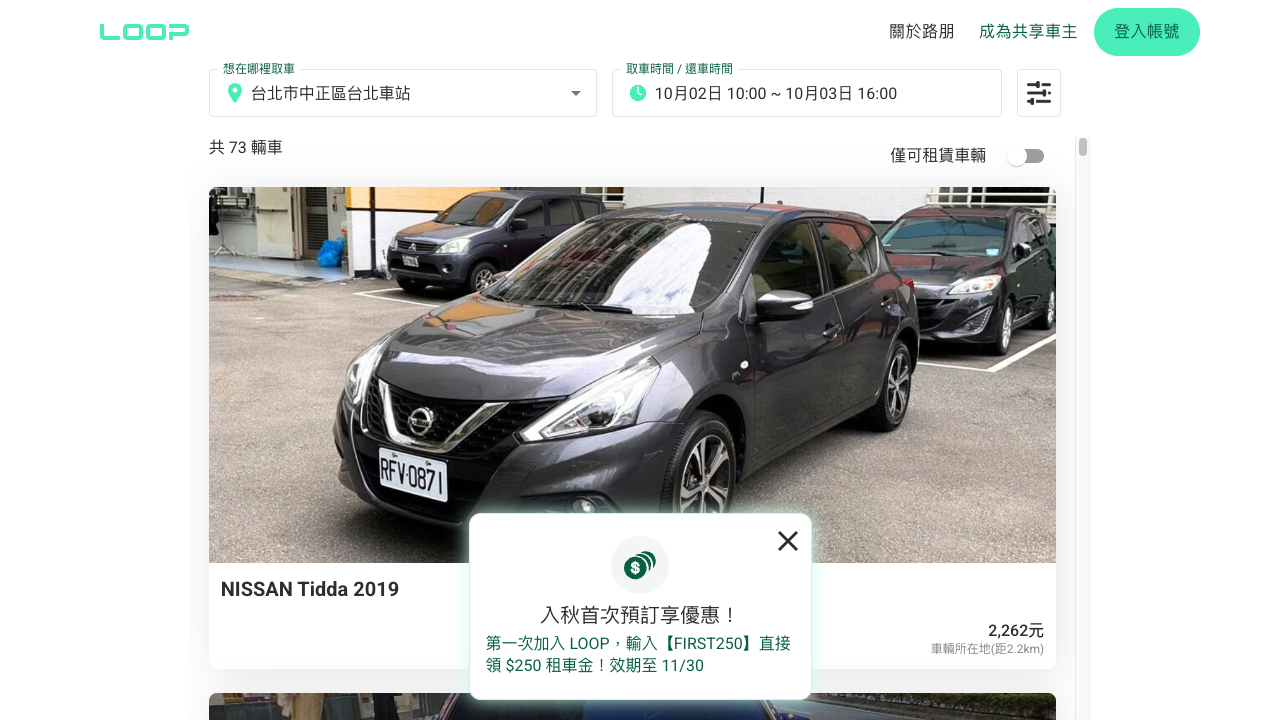 LOOP
關於路朋
成為共享車主
登入帳號
想在哪裡取車
台北市中正區台北車站
取車時間 / 還車時間
10月02日 10:00 ~ 10月03日 16:00
共 73 輛車
僅可租賃車輛
RFV-0871
NISSAN Tidda 2019
入秋首次預訂享優惠！
第一次加入 LOOP，輸入【FIRST250】直接
領 $250 租車金！效期至 11/30
2,262元
車輛所在地(距2.2km)